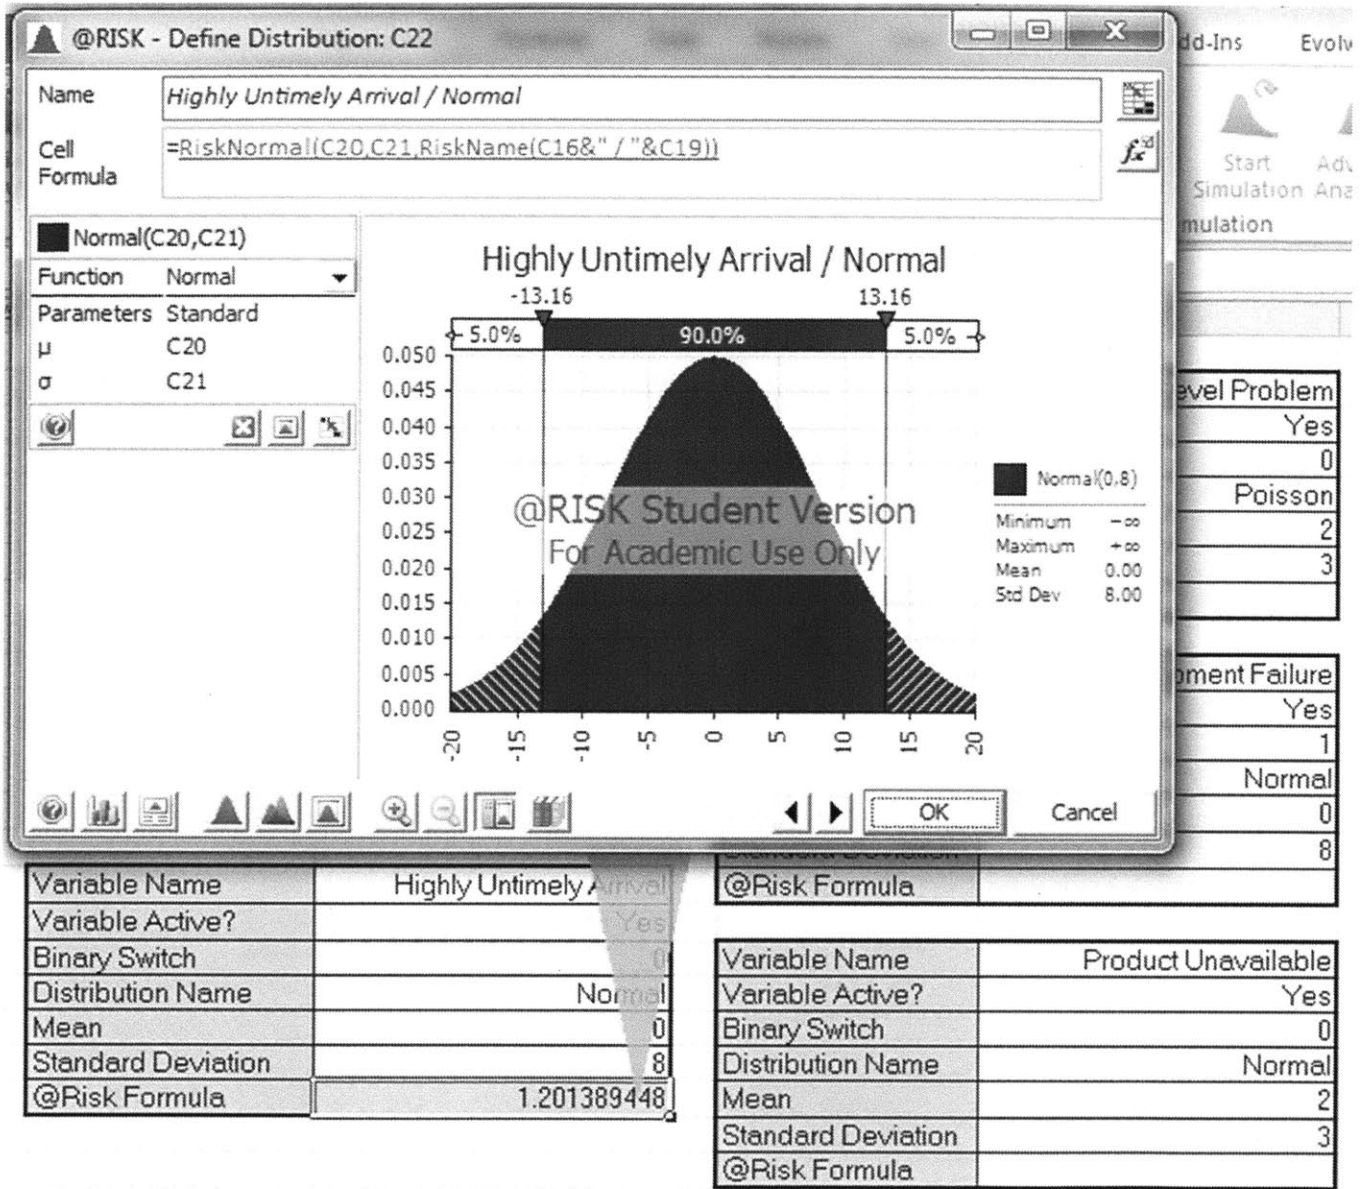 @RISK - Define Distribution: C22
dd-Ins Evolv
Name Highly Untimely Arrival / Normal
Cell Formula =RiskNormal(C20,C21,RiskName(C16&" / "&C19))
Start Simulation
Adv Ana
mulation
Normal(C20,C21)
Function Normal
Parameters Standard
μ C20
σ C21
Highly Untimely Arrival / Normal
-13.16 13.16
5.0% 90.0% 5.0%
0.050
0.045
0.040
0.035
0.030
0.025
0.020
0.015
0.010
0.005
0.000
-20 -15 -10 -5 0 5 10 15 20
@RISK Student Version
For Academic Use Only
Normal(0,8)
Minimum -∞
Maximum +∞
Mean 0.00
Std Dev 8.00
OK Cancel
evel Problem
Yes
0
Poisson
2
3
pment Failure
Yes
1
Normal
0
Standard Deviation 8
@Risk Formula
Variable Name Highly Untimely Arrival
Variable Active? Yes
Binary Switch 0
Distribution Name Normal
Mean 0
Standard Deviation 8
@Risk Formula 1.201389448
Variable Name Product Unavailable
Variable Active? Yes
Binary Switch 0
Distribution Name Normal
Mean 2
Standard Deviation 3
@Risk Formula